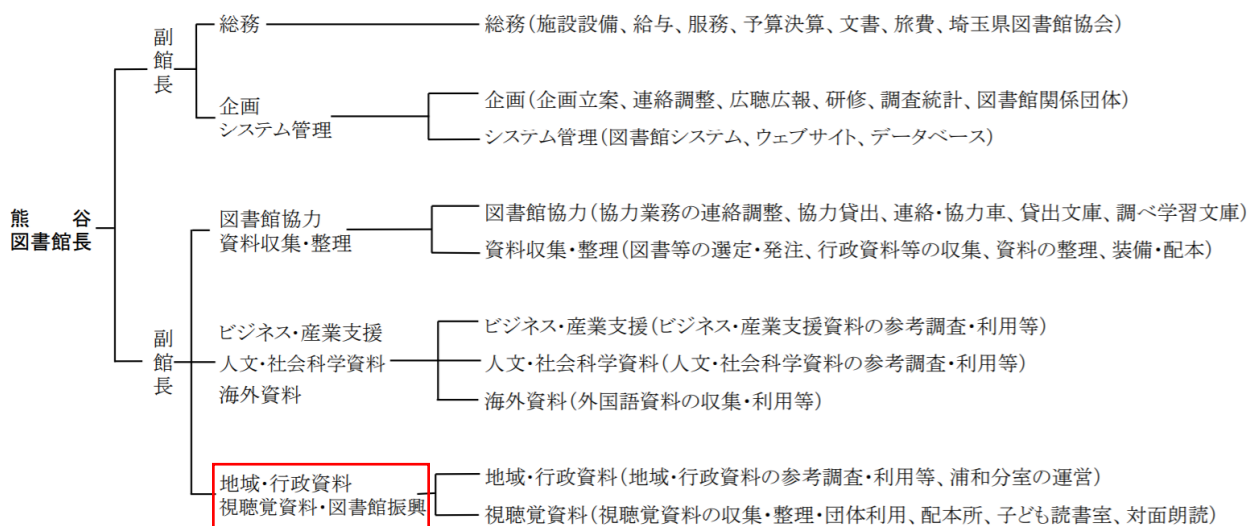 熊谷
図書館長
副館長
総務
総務(施設設備、給与、服務、予算決算、文書、旅費、埼玉県図書館協会)
企画
システム管理
企画(企画立案、連絡調整、広聴広報、研修、調査統計、図書館関係団体)
システム管理(図書館システム、ウェブサイト、データベース)
副館長
図書館協力
資料収集・整理
図書館協力(協力業務の連絡調整、協力貸出、連絡・協力車、貸出文庫、調べ学習文庫)
資料収集・整理(図書等の選定・発注、行政資料等の収集、資料の整理、装備・配本)
ビジネス・産業支援
人文・社会科学資料
海外資料
ビジネス・産業支援(ビジネス・産業支援資料の参考調査・利用等)
人文・社会科学資料(人文・社会科学資料の参考調査・利用等)
海外資料(外国語資料の収集・利用等)
地域・行政資料
視聴覚資料・図書館振興
地域・行政資料(地域・行政資料の参考調査・利用等、浦和分室の運営)
視聴覚資料(視聴覚資料の収集・整理・団体利用、配本所、子ども読書室、対面朗読)